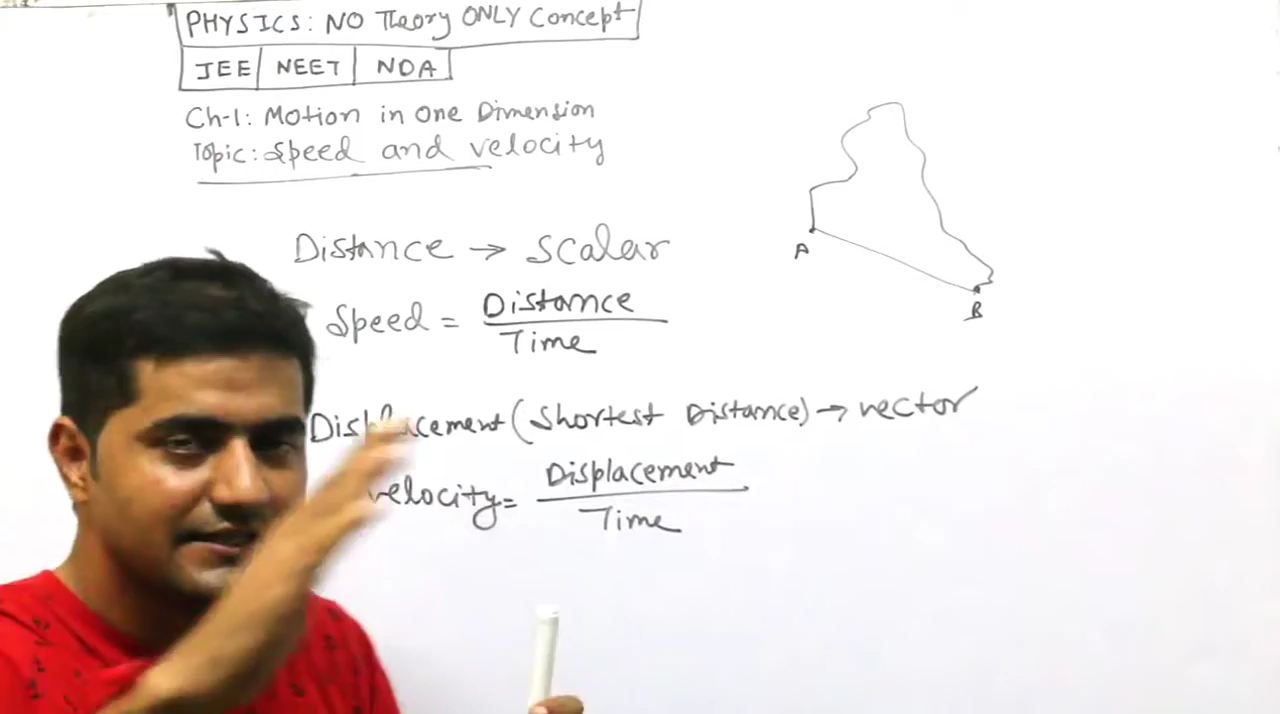 PHYSICS: NO Theory ONLY Concept
JEE NEET NDA
Ch-1: Motion in One Dimension
Topic: Speed and velocity
Distance → Scalar
Speed = Distance
Time
Displacement (Shortest Distance) → vector
velocity = Displacement
Time
A
B